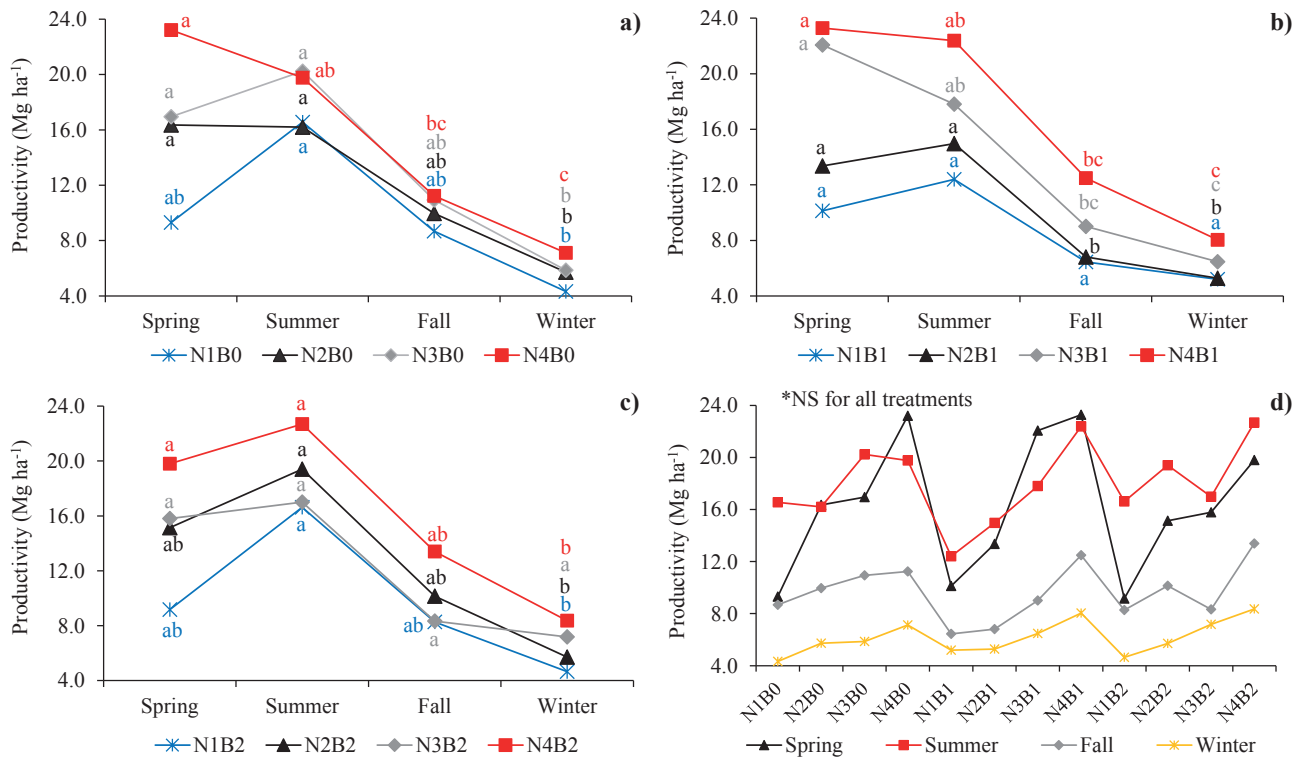 a)
Productivity (Mg ha-1)
24.0
20.0
16.0
12.0
8.0
4.0
a
a
a
ab
a
ab
a
a
bc
ab
ab
ab
c
b
b
b
Spring Summer Fall Winter
N1B0 N2B0 N3B0 N4B0
b)
Productivity (Mg ha-1)
24.0
20.0
16.0
12.0
8.0
4.0
a
a
a
a
ab
ab
a
a
bc
bc
b
a
c
c
b
a
Spring Summer Fall Winter
N1B1 N2B1 N3B1 N4B1
c)
Productivity (Mg ha-1)
24.0
20.0
16.0
12.0
8.0
4.0
a
a
ab
ab
a
a
a
a
ab
ab
ab
a
b
a
b
b
Spring Summer Fall Winter
N1B2 N2B2 N3B2 N4B2
*NS for all treatments
d)
Productivity (Mg ha-1)
24.0
20.0
16.0
12.0
8.0
4.0
N1B0 N2B0 N3B0 N4B0 N1B1 N2B1 N3B1 N4B1 N1B2 N2B2 N3B2 N4B2
Spring Summer Fall Winter